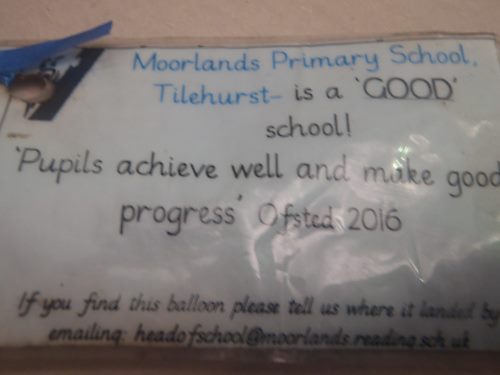 Moorlands Primary School,
Tilehurst- is a 'GOOD'
school!
'Pupils achieve well and make good
progress' Ofsted 2016
If you find this balloon please tell us where it landed by
emailing: headofschool@moorlands.reading.sch.uk